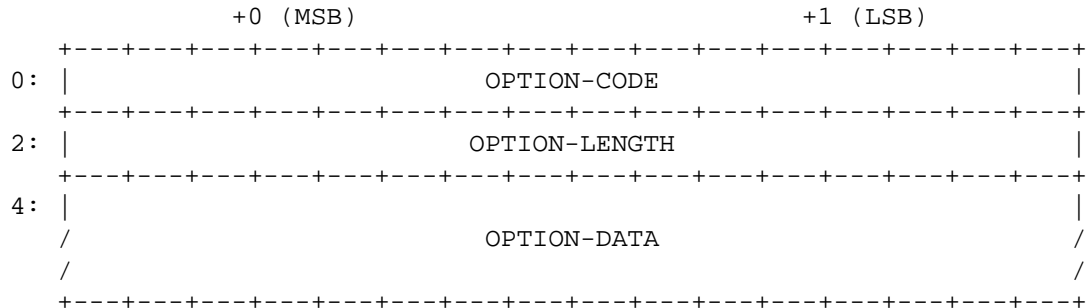 +0 (MSB) +1 (LSB)
+---+---+---+---+---+---+---+---+---+---+---+---+---+---+---+---+
0: | OPTION-CODE |
+---+---+---+---+---+---+---+---+---+---+---+---+---+---+---+---+
2: | OPTION-LENGTH |
+---+---+---+---+---+---+---+---+---+---+---+---+---+---+---+---+
4: | |
/ OPTION-DATA /
/ /
+---+---+---+---+---+---+---+---+---+---+---+---+---+---+---+---+